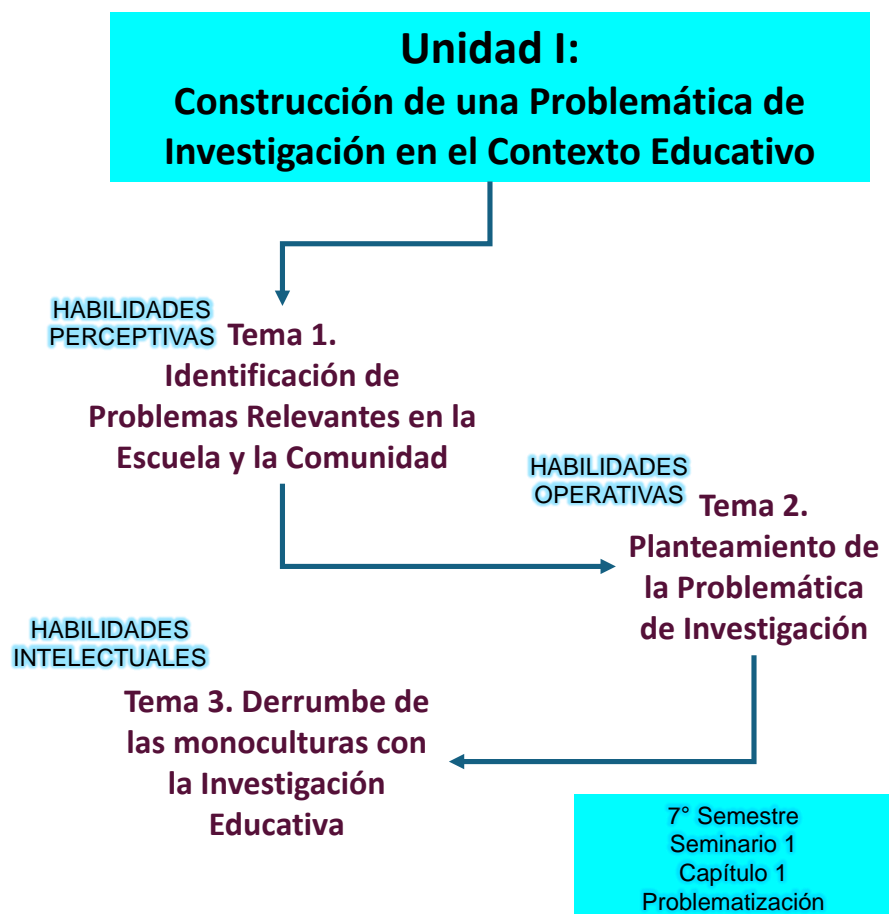 Unidad I:
Construcción de una Problemática de
Investigación en el Contexto Educativo
HABILIDADES
PERCEPTIVAS
Tema 1.
Identificación de
Problemas Relevantes en la
Escuela y la Comunidad
HABILIDADES
OPERATIVAS
Tema 2.
Planteamiento de
la Problemática
de Investigación
HABILIDADES
INTELECTUALES
Tema 3. Derrumbe de
las monoculturas con
la Investigación
Educativa
7° Semestre
Seminario 1
Capítulo 1
Problematización